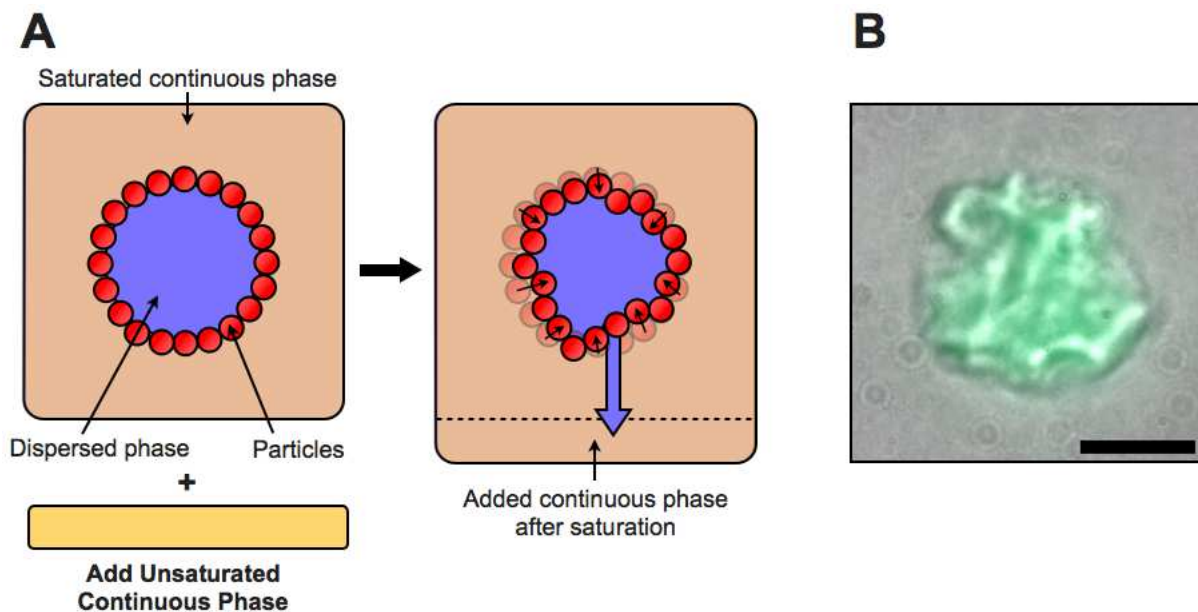 A
Saturated continuous phase
Dispersed phase
Particles
+
Add Unsaturated
Continuous Phase
Added continuous phase
after saturation
B